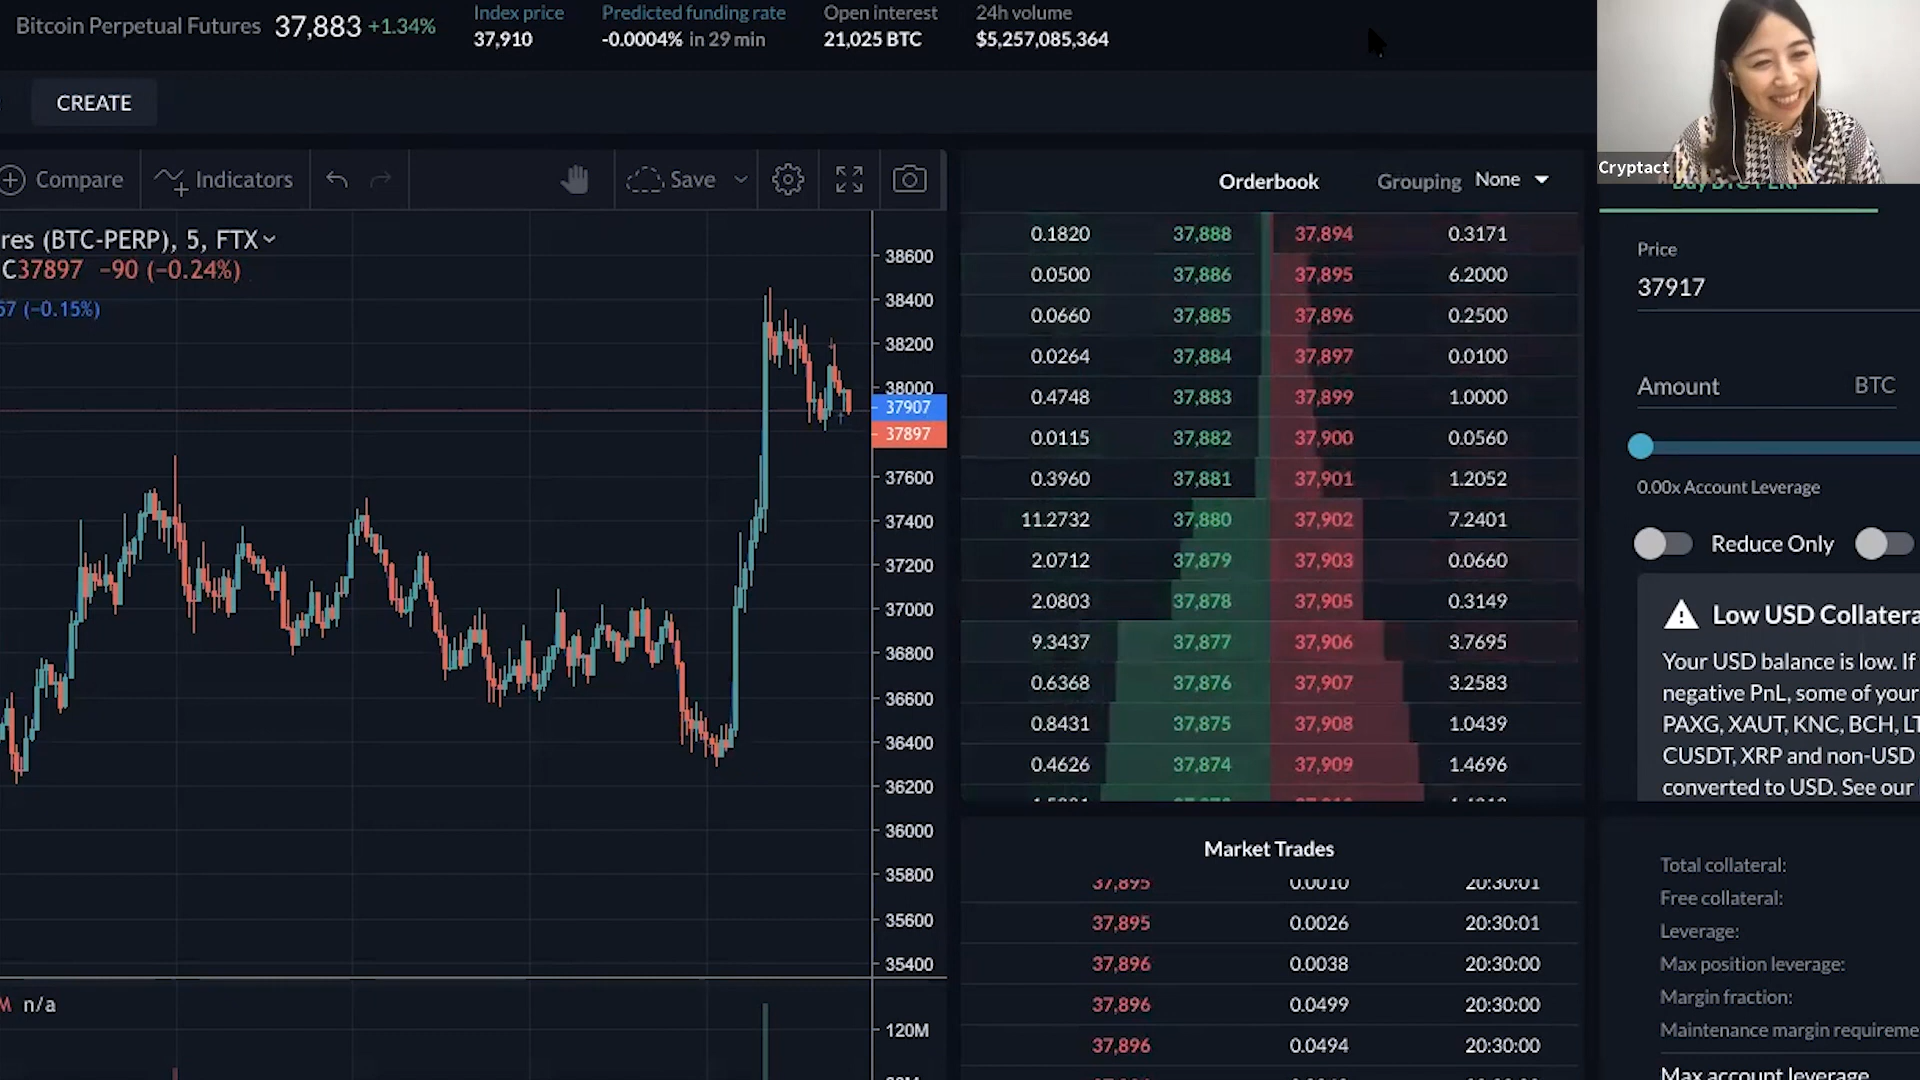 Bitcoin Perpetual Futures 37,883 +1.34%
Index price
37,910
Predicted funding rate
-0.0004% in 29 min
Open interest
21,025 BTC
24h volume
$5,257,085,364
CREATE
Compare Indicators Save
res (BTC-PERP), 5, FTX
C37897 −90 (−0.24%)
57 (−0.15%)
38600
38400
38200
38000
37907
37897
37600
37400
37200
37000
36800
36600
36400
36200
36000
35800
35600
35400
M n/a
120M
Orderbook Grouping None
0.1820 37,888 37,894 0.3171
0.0500 37,886 37,895 6.2000
0.0660 37,885 37,896 0.2500
0.0264 37,884 37,897 0.0100
0.4748 37,883 37,899 1.0000
0.0115 37,882 37,900 0.0560
0.3960 37,881 37,901 1.2052
11.2732 37,880 37,902 7.2401
2.0712 37,879 37,903 0.0660
2.0803 37,878 37,905 0.3149
9.3437 37,877 37,906 3.7695
0.6368 37,876 37,907 3.2583
0.8431 37,875 37,908 1.0439
0.4626 37,874 37,909 1.4696
Market Trades
37,895 0.0010 20:30:01
37,895 0.0026 20:30:01
37,896 0.0038 20:30:00
37,896 0.0499 20:30:00
37,896 0.0494 20:30:00
Cryptact
Buy BTC-PERP
Price
37917
Amount BTC
0.00x Account Leverage
Reduce Only
Low USD Collatera
Your USD balance is low. If
negative PnL, some of your
PAXG, XAUT, KNC, BCH, LT
CUSDT, XRP and non-USD
converted to USD. See our
Total collateral:
Free collateral:
Leverage:
Max position leverage:
Margin fraction:
Maintenance margin requireme
Max account leverage